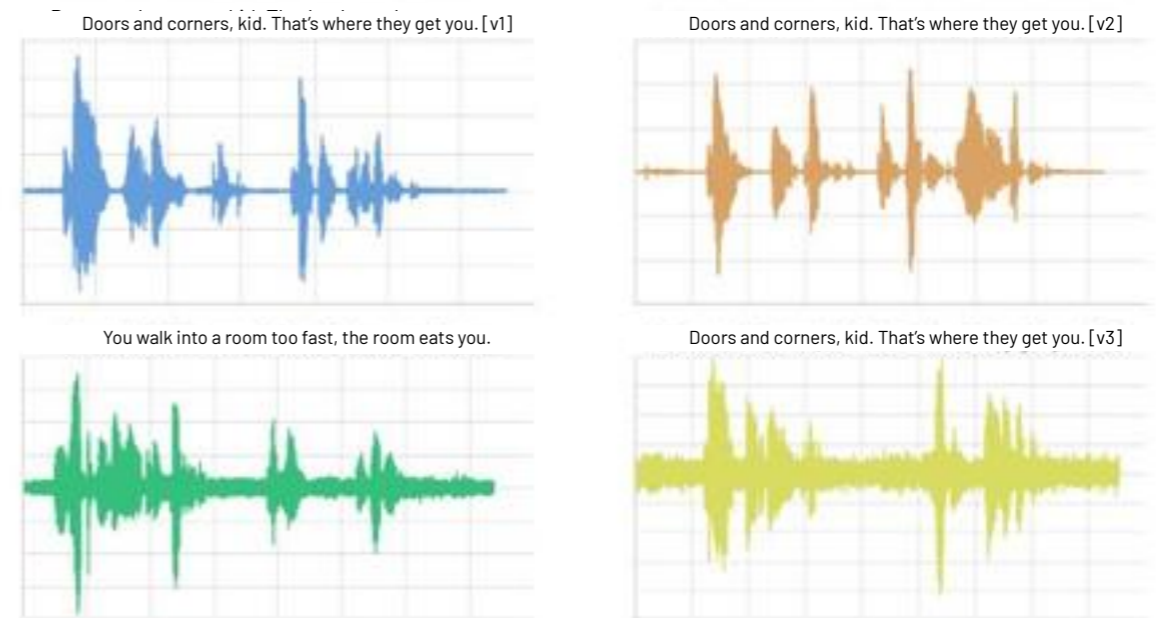 Doors and corners, kid. That's where they get you. [v1]
Doors and corners, kid. That's where they get you. [v2]
You walk into a room too fast, the room eats you.
Doors and corners, kid. That's where they get you. [v3]